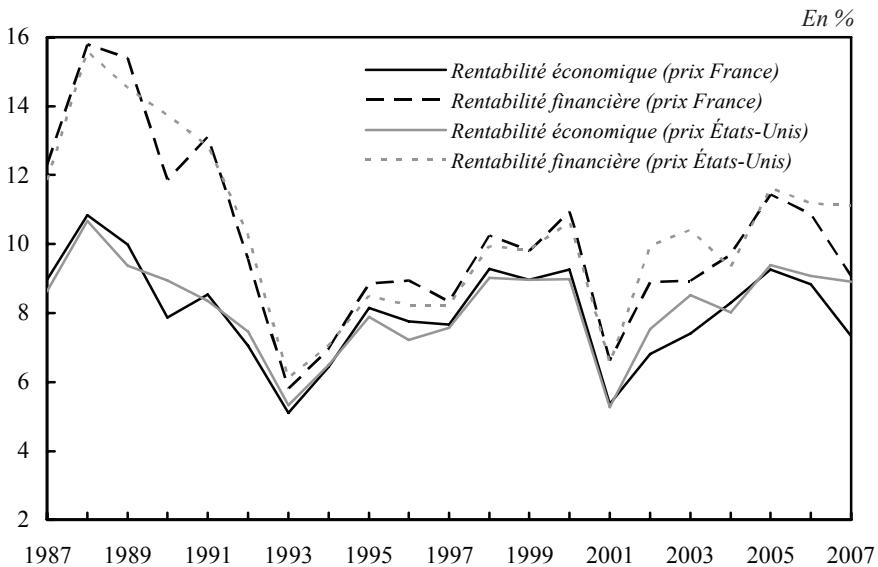 En %
16
14
12
10
8
6
4
2
Rentabilité économique (prix France)
Rentabilité financière (prix France)
Rentabilité économique (prix États-Unis)
Rentabilité financière (prix États-Unis)
1987 1989 1991 1993 1995 1997 1999 2001 2003 2005 2007